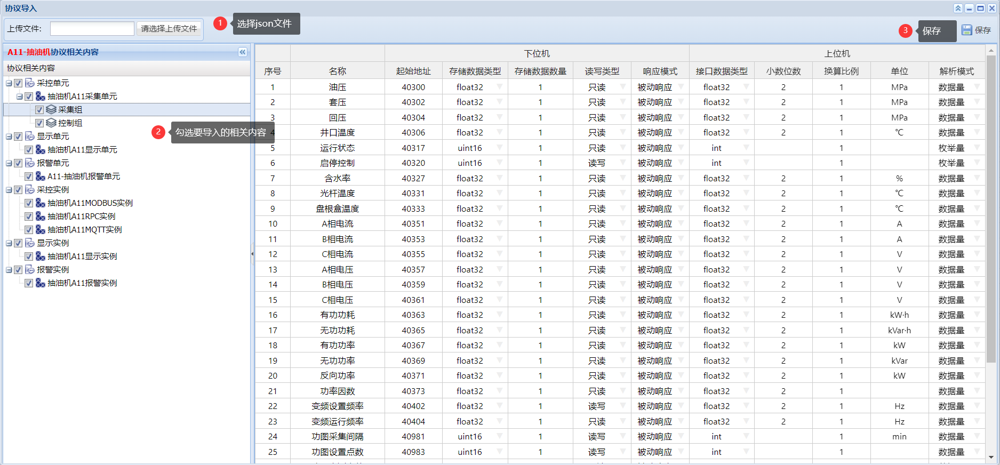 协议导入
上传文件: 请选择上传文件 1 选择json文件 3 保存 保存
A11-抽油机协议相关内容
协议相关内容
采控单元
抽油机A11采集单元
采集组
控制组
2 勾选要导入的相关内容
显示单元
抽油机A11显示单元
报警单元
A11-抽油机报警单元
采控实例
抽油机A11MODBUS实例
抽油机A11RPC实例
抽油机A11MQTT实例
显示实例
抽油机A11显示实例
报警实例
抽油机A11报警实例
下位机 上位机
序号 名称 起始地址 存储数据类型 存储数据数量 读写类型 响应模式 接口数据类型 小数位数 换算比例 单位 解析模式
1 油压 40300 float32 1 只读 被动响应 float32 2 1 MPa 数据量
2 套压 40302 float32 1 只读 被动响应 float32 2 1 MPa 数据量
3 回压 40304 float32 1 只读 被动响应 float32 2 1 MPa 数据量
4 井口温度 40306 float32 1 只读 被动响应 float32 2 1 ℃ 数据量
5 运行状态 40317 uint16 1 只读 被动响应 int 1 枚举量
6 启停控制 40320 uint16 1 读写 被动响应 int 1 枚举量
7 含水率 40327 float32 1 只读 被动响应 float32 2 1 % 数据量
8 光杆温度 40331 float32 1 只读 被动响应 float32 2 1 ℃ 数据量
9 盘根盒温度 40333 float32 1 只读 被动响应 float32 2 1 ℃ 数据量
10 A相电流 40351 float32 1 只读 被动响应 float32 2 1 A 数据量
11 B相电流 40353 float32 1 只读 被动响应 float32 2 1 A 数据量
12 C相电流 40355 float32 1 只读 被动响应 float32 2 1 V 数据量
13 A相电压 40357 float32 1 只读 被动响应 float32 2 1 V 数据量
14 B相电压 40359 float32 1 只读 被动响应 float32 2 1 V 数据量
15 C相电压 40361 float32 1 只读 被动响应 float32 2 1 V 数据量
16 有功功耗 40363 float32 1 只读 被动响应 float32 2 1 kW·h 数据量
17 无功功耗 40365 float32 1 只读 被动响应 float32 2 1 kVar·h 数据量
18 有功功率 40367 float32 1 只读 被动响应 float32 2 1 kW 数据量
19 无功功率 40369 float32 1 只读 被动响应 float32 2 1 kVar 数据量
20 反向功率 40371 float32 1 只读 被动响应 float32 2 1 kW 数据量
21 功率因数 40373 float32 1 只读 被动响应 float32 2 1 数据量
22 变频设置频率 40402 float32 1 读写 被动响应 float32 2 1 Hz 数据量
23 变频运行频率 40404 float32 1 只读 被动响应 float32 2 1 Hz 数据量
24 功图采集间隔 40981 uint16 1 读写 被动响应 int 1 min 数据量
25 功图设置点数 40983 uint16 1 读写 被动响应 int 1 数据量